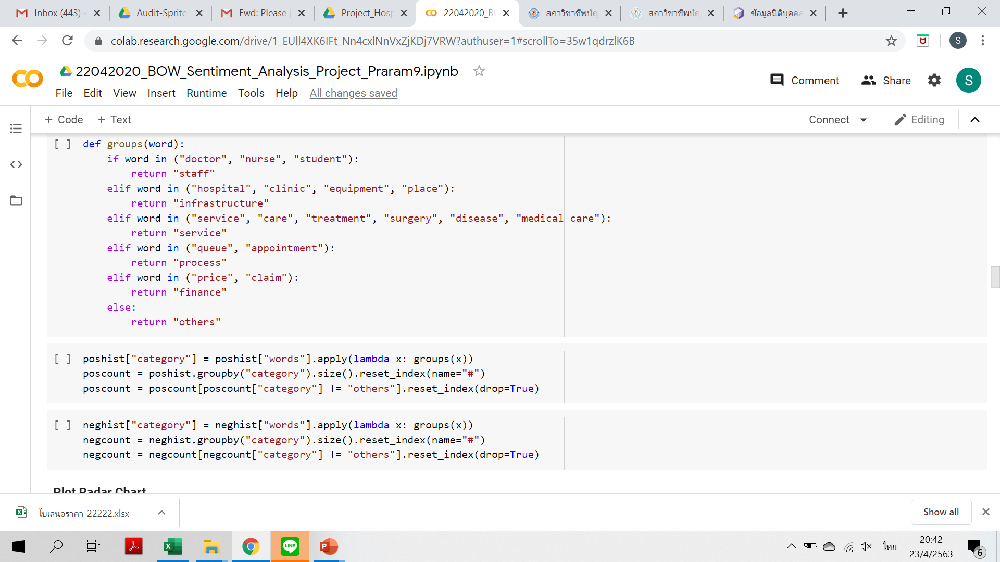 Inbox (443) -
Audit-Sprite
Fwd: Please j
Project_Hosp
22042020_BO
สภาวิชาชีพบัญ
สภาวิชาชีพบัญ
ข้อมูลนิติบุคคล
colab.research.google.com/drive/1_EUll4XK6IFt_Nn4cxlNnVxZjKDj7VRW?authuser=1#scrollTo=35w1qdrzlK6B
S
22042020_BOW_Sentiment_Analysis_Project_Praram9.ipynb
Comment
Share
S
File Edit View Insert Runtime Tools Help All changes saved
+ Code + Text
Connect
Editing
[ ] def groups(word):
if word in ("doctor", "nurse", "student"):
return "staff"
elif word in ("hospital", "clinic", "equipment", "place"):
return "infrastructure"
elif word in ("service", "care", "treatment", "surgery", "disease", "medical care"):
return "service"
elif word in ("queue", "appointment"):
return "process"
elif word in ("price", "claim"):
return "finance"
else:
return "others"
[ ] poshist["category"] = poshist["words"].apply(lambda x: groups(x))
poscount = poshist.groupby("category").size().reset_index(name="#")
poscount = poscount[poscount["category"] != "others"].reset_index(drop=True)
[ ] neghist["category"] = neghist["words"].apply(lambda x: groups(x))
negcount = neghist.groupby("category").size().reset_index(name="#")
negcount = negcount[negcount["category"] != "others"].reset_index(drop=True)
Plot Radar Chart
ใบเสนอราคา-22222.xlsx
Show all
LINE
ไทย
20:42
23/4/2563
6